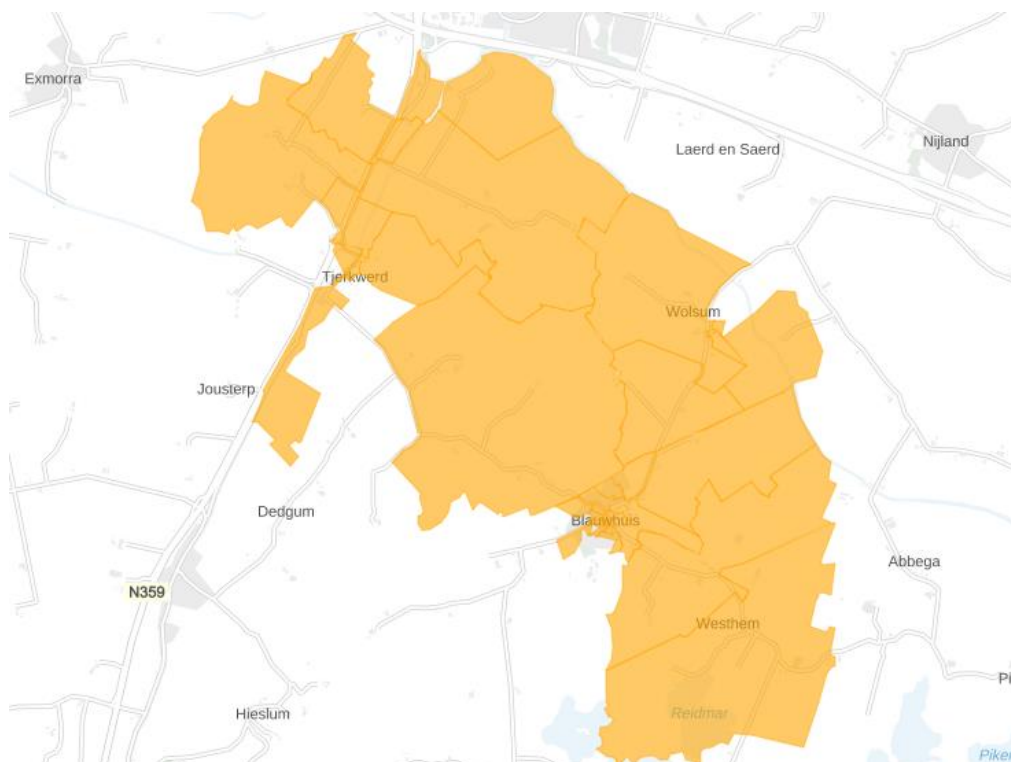 Exmorra
Laerd en Saerd
Nijland
Tjerkwerd
Wolsum
Jousterp
Dedgum
Blauwhuis
Abbega
N359
Westhem
Hieslum
Reidmar